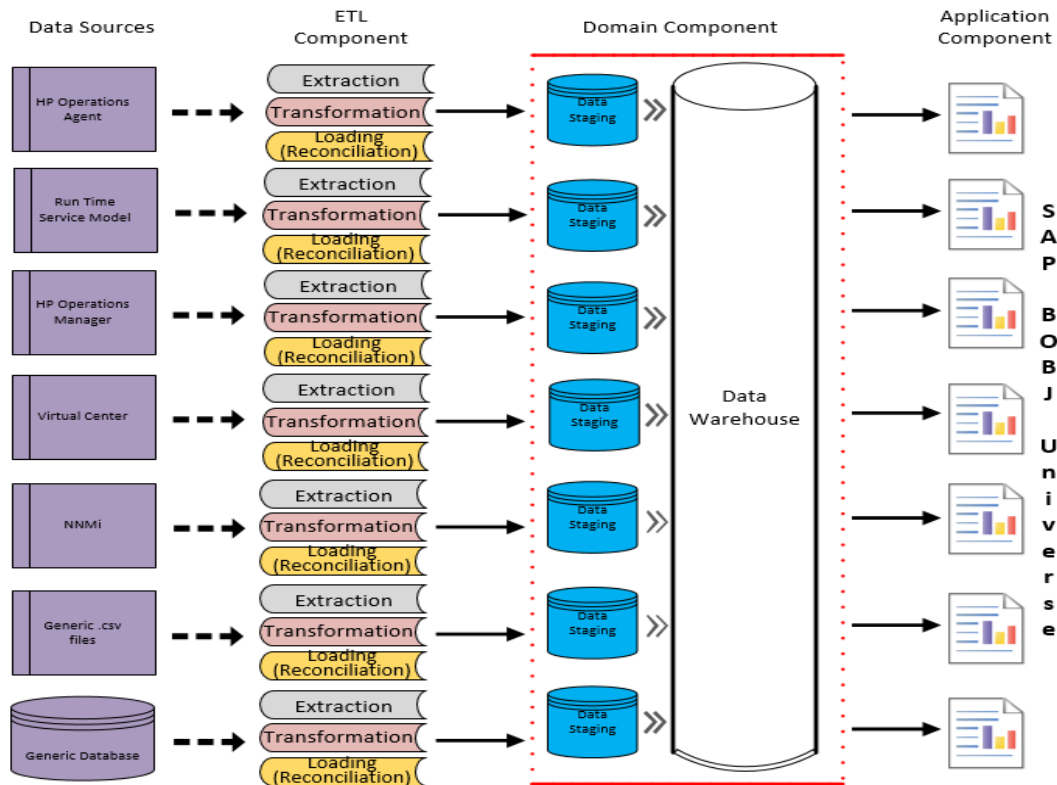 Data Sources
ETL
Component
Domain Component
Application
Component
HP Operations
Agent
Extraction
Transformation
Loading
(Reconciliation)
Data
Staging
Run Time
Service Model
Extraction
Transformation
Loading
(Reconciliation)
Data
Staging
HP Operations
Manager
Extraction
Transformation
Loading
(Reconciliation)
Data
Staging
Virtual Center
Extraction
Transformation
Loading
(Reconciliation)
Data
Staging
NNMi
Extraction
Transformation
Loading
(Reconciliation)
Data
Staging
Generic .csv
files
Extraction
Transformation
Loading
(Reconciliation)
Data
Staging
Generic Database
Extraction
Transformation
Loading
(Reconciliation)
Data
Staging
Data
Warehouse
SAP BOBJ Universe